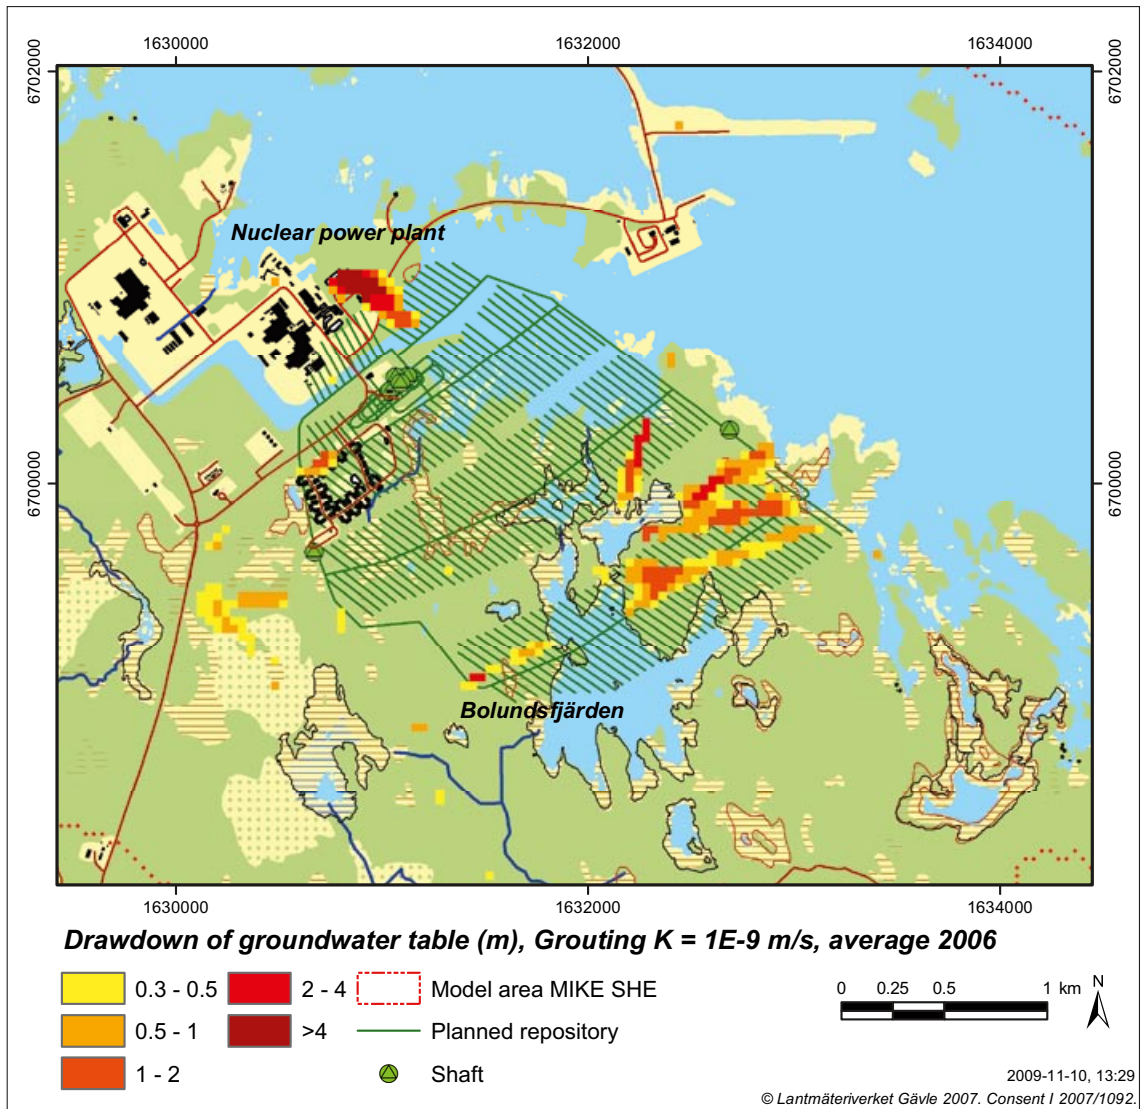 1630000 1632000 1634000
6702000 6702000
Nuclear power plant
6700000 6700000
Bolundsfjärden
1630000 1632000 1634000
Drawdown of groundwater table (m), Grouting K = 1E-9 m/s, average 2006
0.3 - 0.5 2 - 4 Model area MIKE SHE
0 0.25 0.5 1 km N
0.5 - 1 >4 Planned repository
1 - 2 Shaft
2009-11-10, 13:29
© Lantmäteriverket Gävle 2007. Consent I 2007/1092.